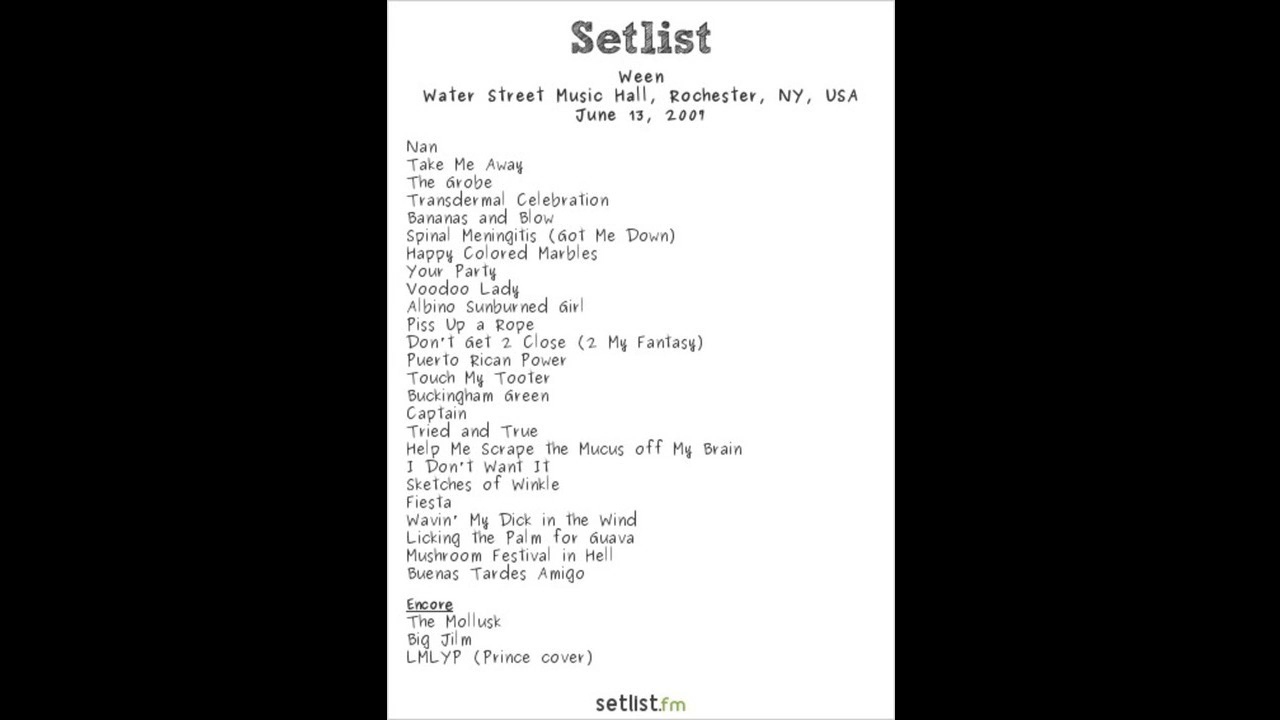 Setlist
Ween
Water Street Music Hall, Rochester, NY, USA
June 13, 2009
Nan
Take Me Away
The Grobe
Transdermal Celebration
Bananas and Blow
Spinal Meningitis (Got Me Down)
Happy Colored Marbles
Your Party
Voodoo Lady
Albino Sunburned Girl
Piss Up a Rope
Don't Get 2 Close (2 My Fantasy)
Puerto Rican Power
Touch My Tooter
Buckingham Green
Captain
Tried and True
Help Me Scrape the Mucus off My Brain
I Don't Want It
Sketches of Winkle
Fiesta
Wavin' My Dick in the Wind
Licking the Palm for Guava
Mushroom Festival in Hell
Buenas Tardes Amigo
Encore
The Mollusk
Big Jilm
LMLYP (Prince cover)
setlist.fm